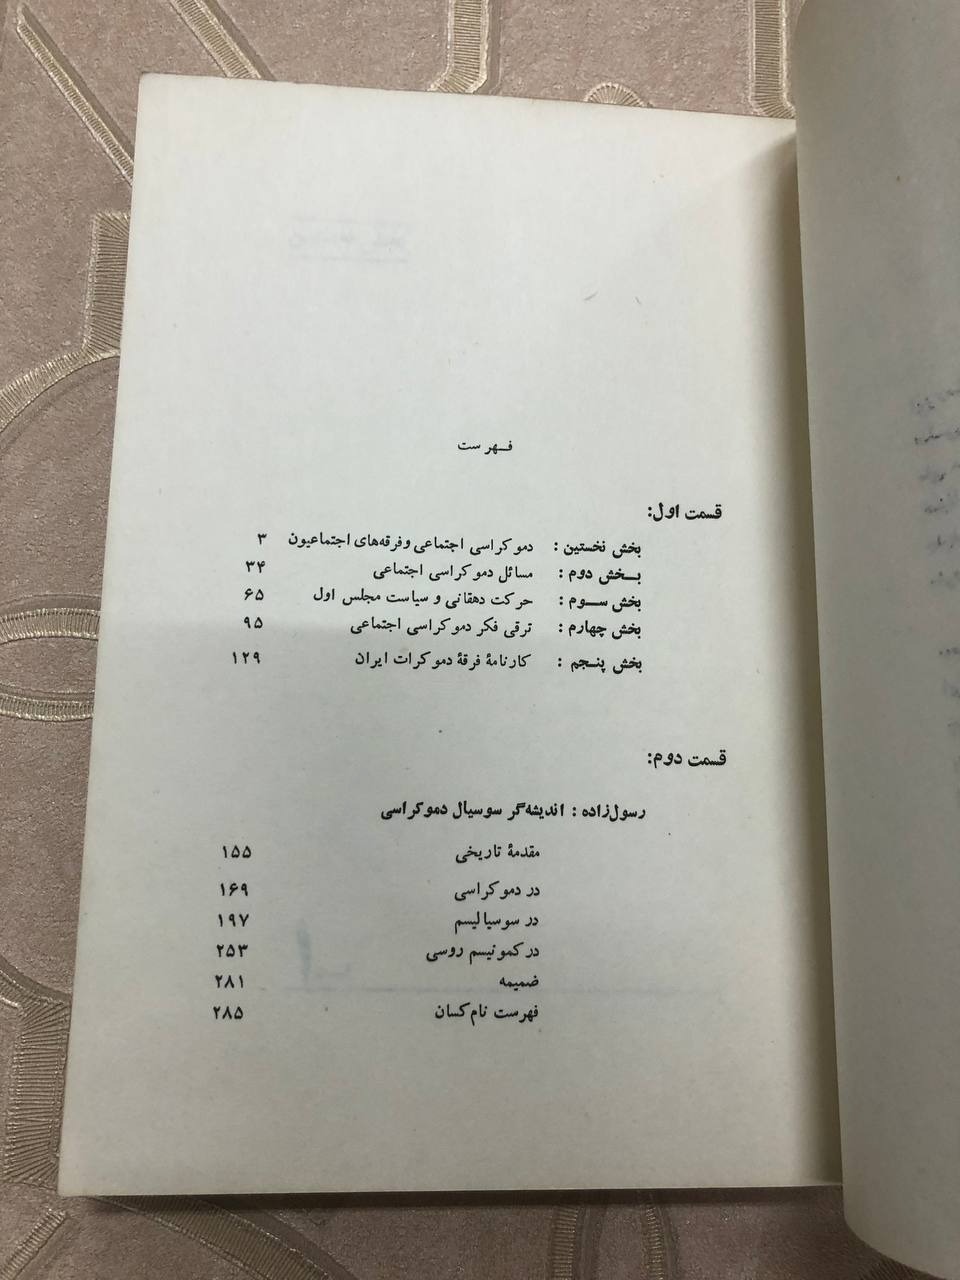 فهرست
قسمت اول:
بخش نخستین : دموکراسی اجتماعی و فرقه‌های اجتماعیون ۳
بخش دوم : مسائل دموکراسی اجتماعی ۳۴
بخش سوم : حرکت دهقانی و سیاست مجلس اول ۶۵
بخش چهارم : ترقی فکر دموکراسی اجتماعی ۹۵
بخش پنجم : کارنامهٔ فرقهٔ دموکرات ایران ۱۲۹
قسمت دوم:
رسول‌زاده : اندیشه‌گر سوسیال دموکراسی
مقدمهٔ تاریخی ۱۵۵
در دموکراسی ۱۶۹
در سوسیالیسم ۱۹۷
در کمونیسم روسی ۲۵۳
ضمیمه ۲۸۱
فهرست نام کسان ۲۸۵